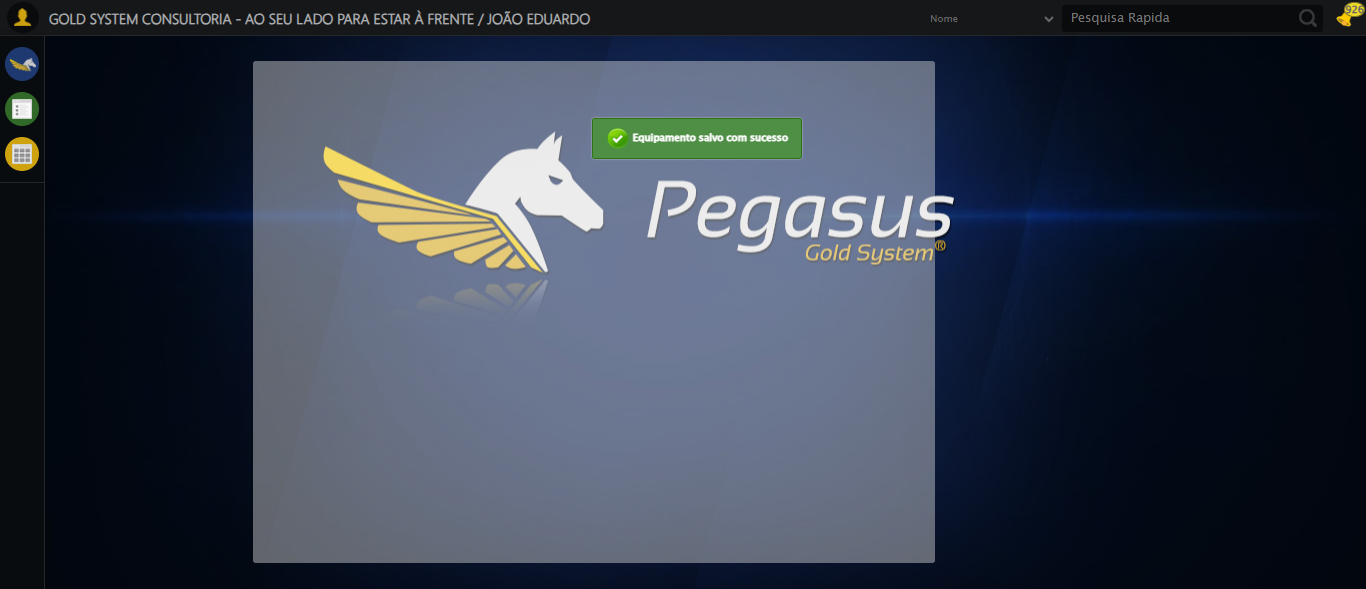 GOLD SYSTEM CONSULTORIA - AO SEU LADO PARA ESTAR À FRENTE / JOÃO EDUARDO
Nome
Pesquisa Rapida
926
Equipamento salvo com sucesso
Pegasus
Gold System®